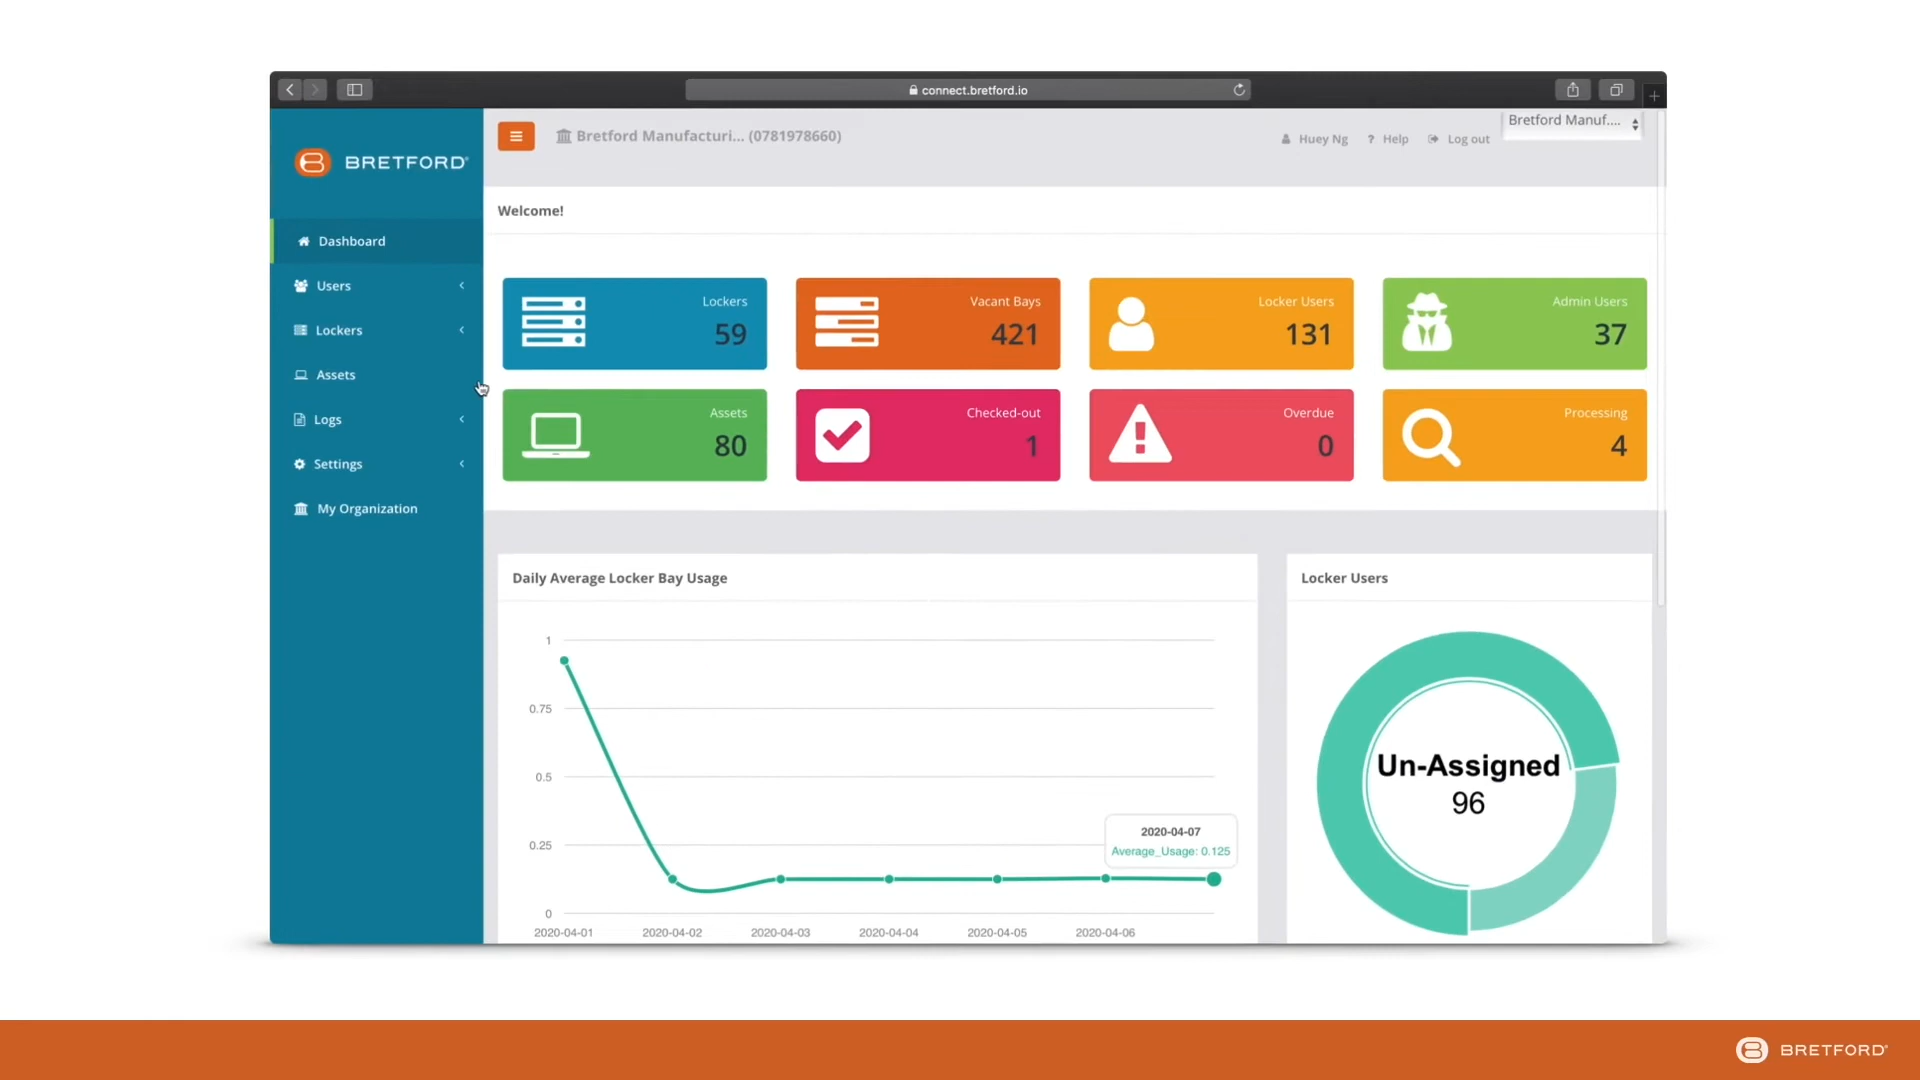 connect.bretford.io
BRETFORD
Bretford Manufacturi... (0781978660)
Huey Ng
? Help
Log out
Bretford Manuf....
Dashboard
Users
Lockers
Assets
Logs
Settings
My Organization
Welcome!
Lockers
59
Vacant Bays
421
Locker Users
131
Admin Users
37
Assets
80
Checked-out
1
Overdue
0
Processing
4
Daily Average Locker Bay Usage
1
0.75
0.5
0.25
0
2020-04-01 2020-04-02 2020-04-03 2020-04-04 2020-04-05 2020-04-06
2020-04-07
Average_Usage: 0.125
Locker Users
Un-Assigned
96
BRETFORD